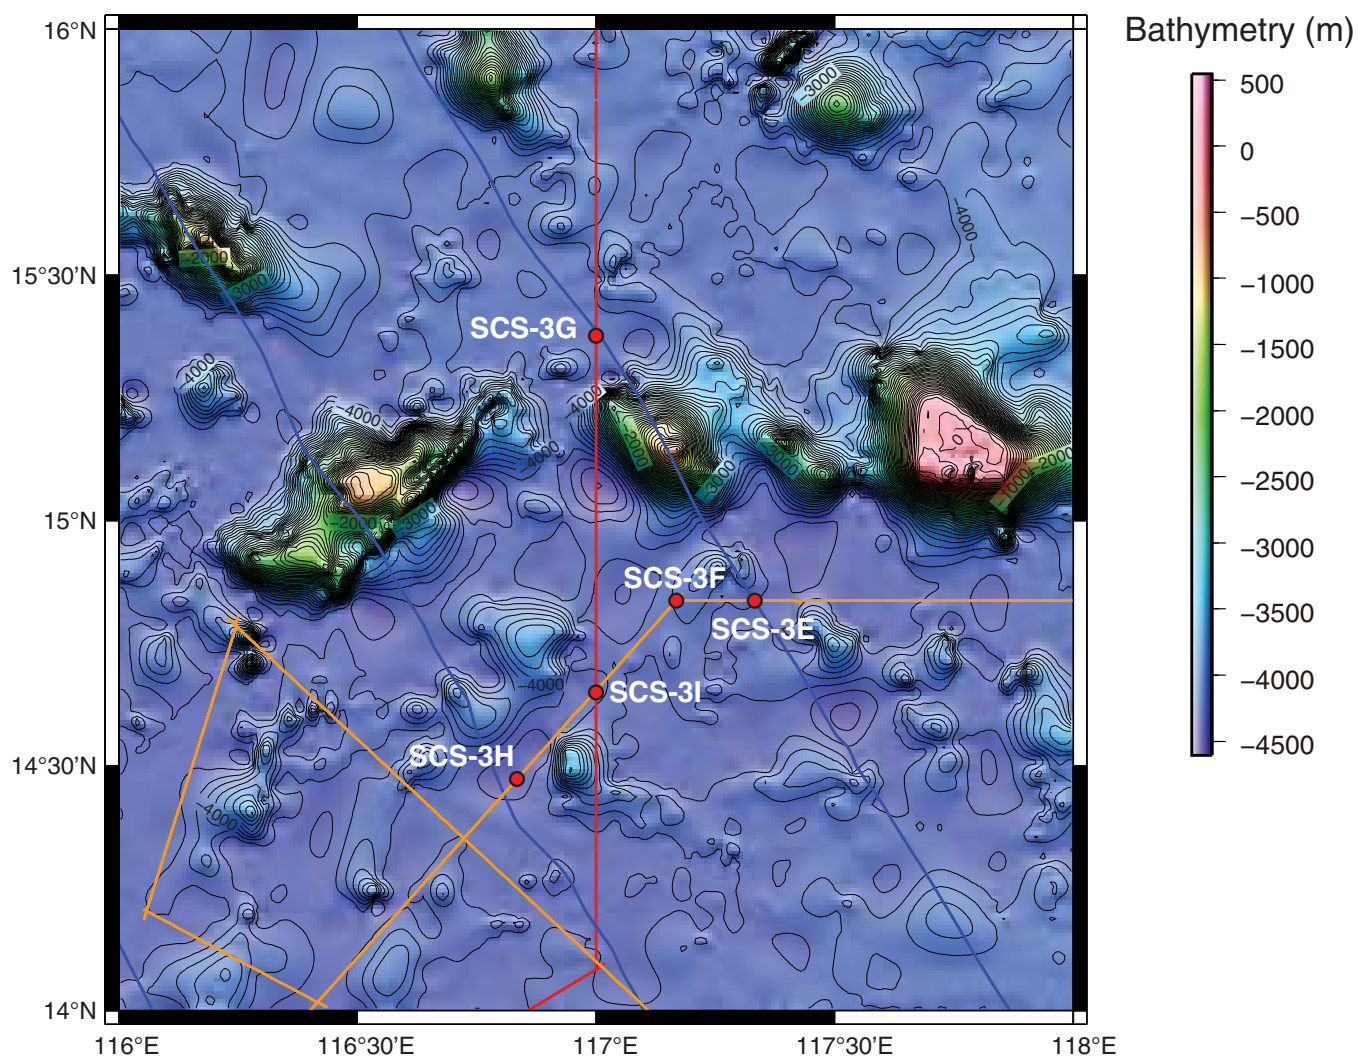 Bathymetry (m)
16°N
15°30'N
15°N
14°30'N
14°N
116°E
116°30'E
117°E
117°30'E
118°E
500
0
−500
−1000
−1500
−2000
−2500
−3000
−3500
−4000
−4500
−3000
−4000
−2000
−3000
SCS-3G
−4000
−4000
−4000
−2000
−4000
−3000
−3000
0
−2000
−1000
−2000
−3000
SCS-3F
SCS-3E
−4000
SCS-3I
SCS-3H
−4000